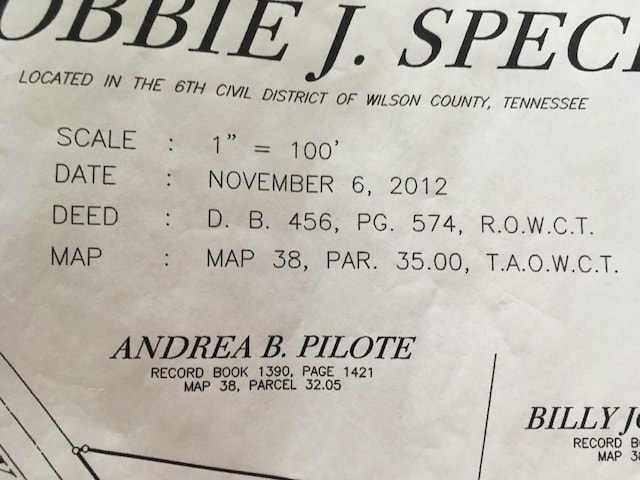 OBBIE J. SPECK
LOCATED IN THE 6TH CIVIL DISTRICT OF WILSON COUNTY, TENNESSEE
SCALE : 1" = 100'
DATE : NOVEMBER 6, 2012
DEED : D. B. 456, PG. 574, R.O.W.C.T.
MAP : MAP 38, PAR. 35.00, T.A.O.W.C.T.
ANDREA B. PILOTE
RECORD BOOK 1390, PAGE 1421
MAP 38, PARCEL 32.05
BILLY JO
RECORD B
MAP 3